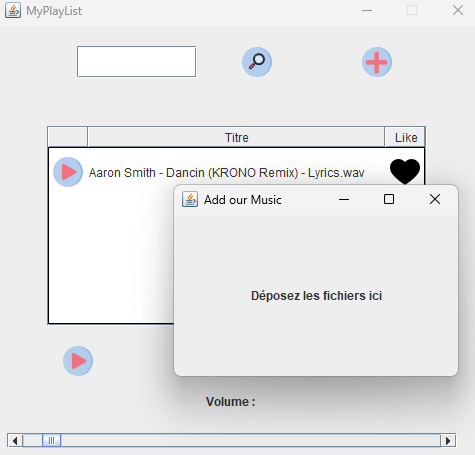 MyPlayList
Titre
Like
Aaron Smith - Dancin (KRONO Remix) - Lyrics.wav
Add our Music
Déposez les fichiers ici
Volume :